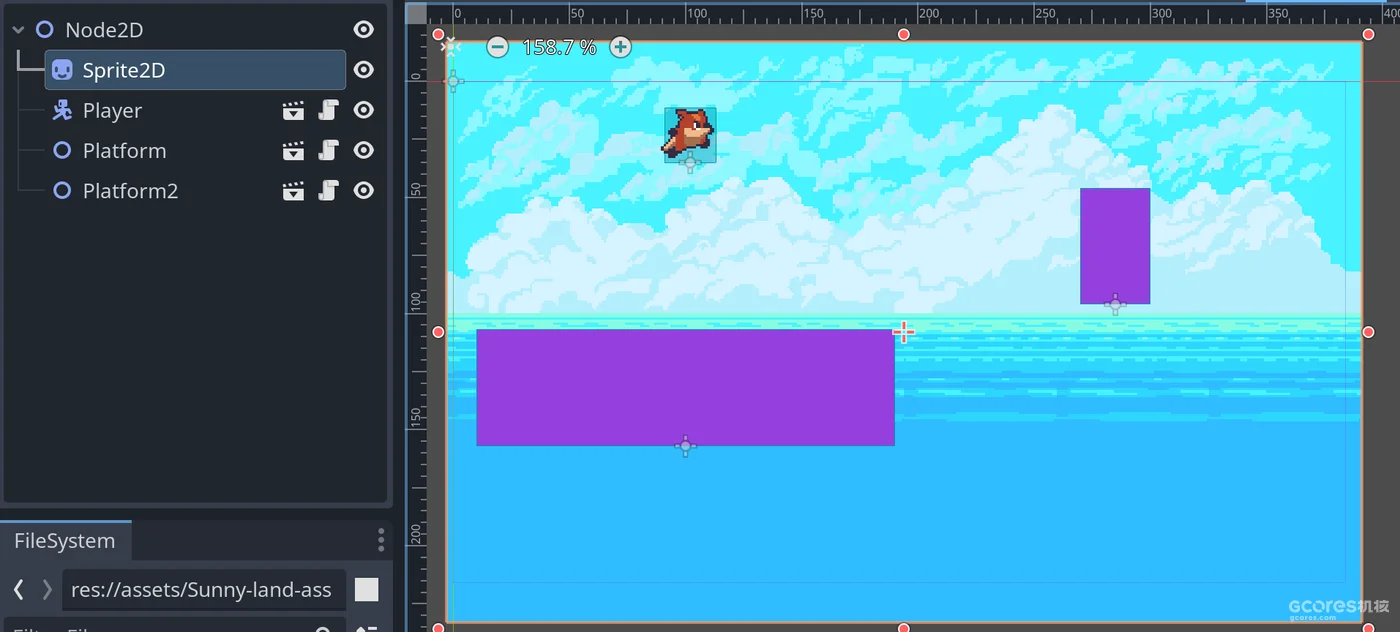 Node2D
Sprite2D
Player
Platform
Platform2
FileSystem
res://assets/Sunny-land-ass
0 50 100 150 200 250 300 350
158.7 %
0
50
100
150
200
GCORES机核
gcores.com